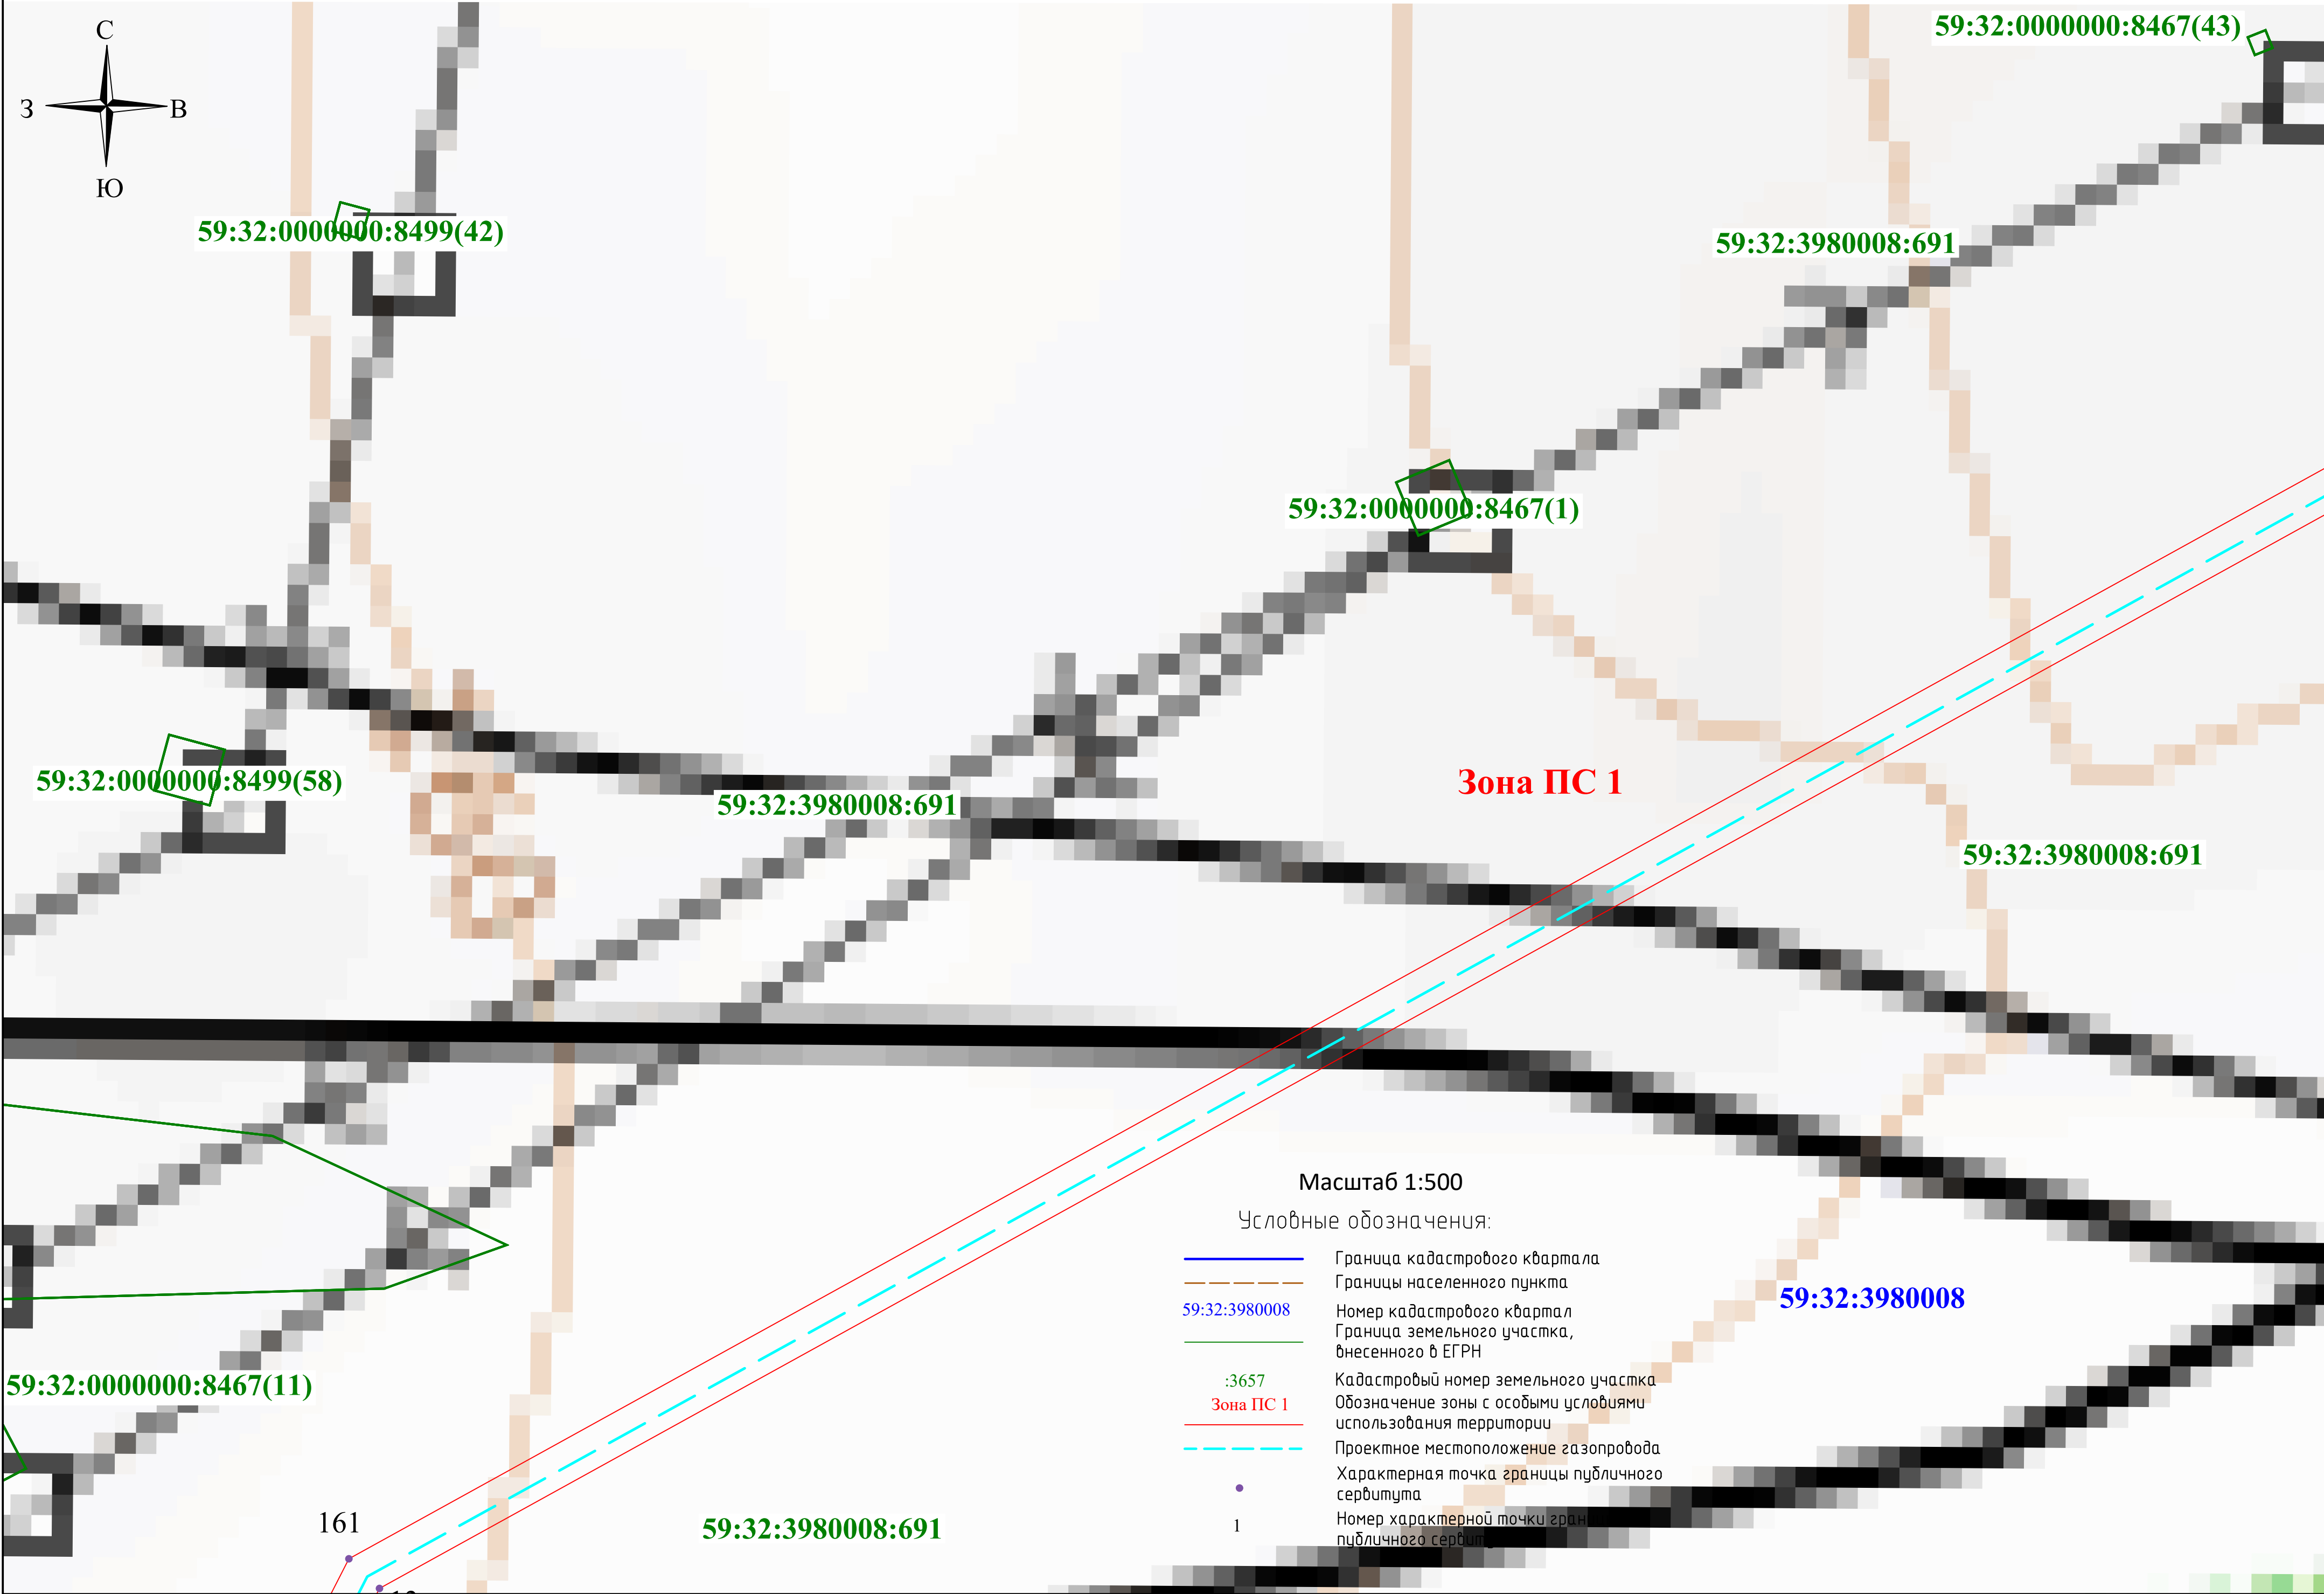 С
З
В
Ю
59:32:0000000:8467(43)
59:32:0000000:8499(42)
59:32:3980008:691
59:32:0000000:8467(1)
59:32:0000000:8499(58)
59:32:3980008:691
Зона ПС 1
59:32:3980008:691
59:32:0000000:8467(11)
161
59:32:3980008:691
59:32:3980008
Масштаб 1:500
Условные обозначения:
Граница кадастрового квартала
Границы населенного пункта
59:32:3980008 Номер кадастрового квартал
Граница земельного участка,
внесенного в ЕГРН
:3657 Кадастровый номер земельного участка
Зона ПС 1 Обозначение зоны с особыми условиями
использования территории
Проектное местоположение газопровода
Характерная точка границы публичного
сервитута
1 Номер характерной точки
публичного